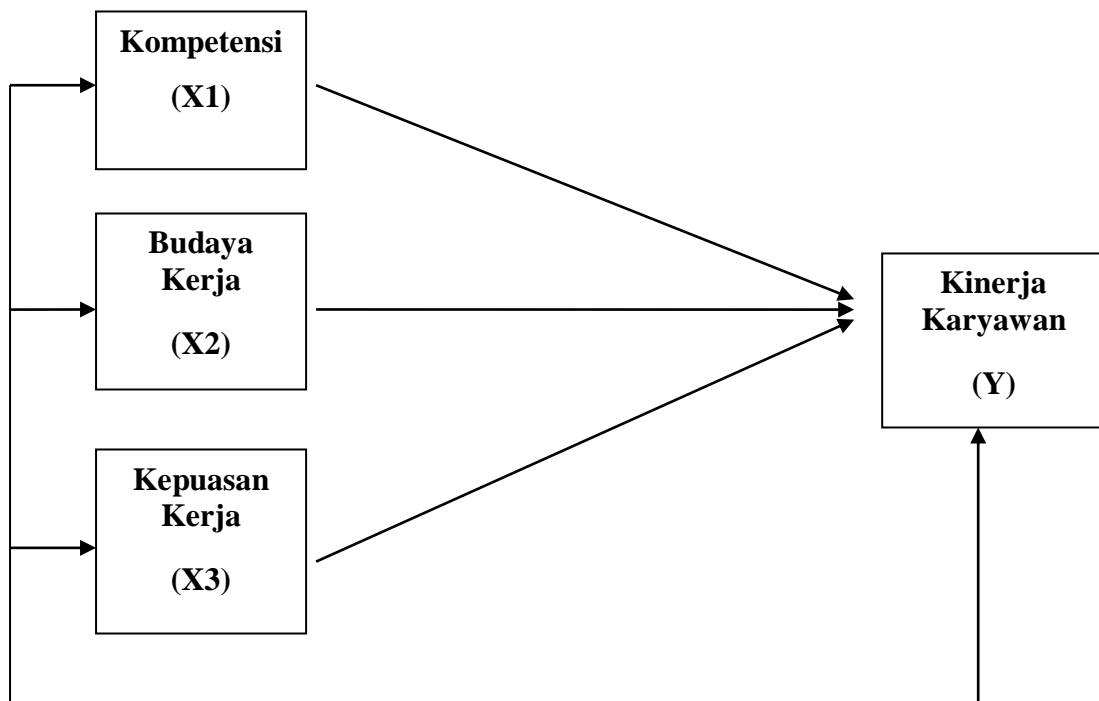 Kompetensi
(X1)
Budaya
Kerja
(X2)
Kinerja
Karyawan
(Y)
Kepuasan
Kerja
(X3)